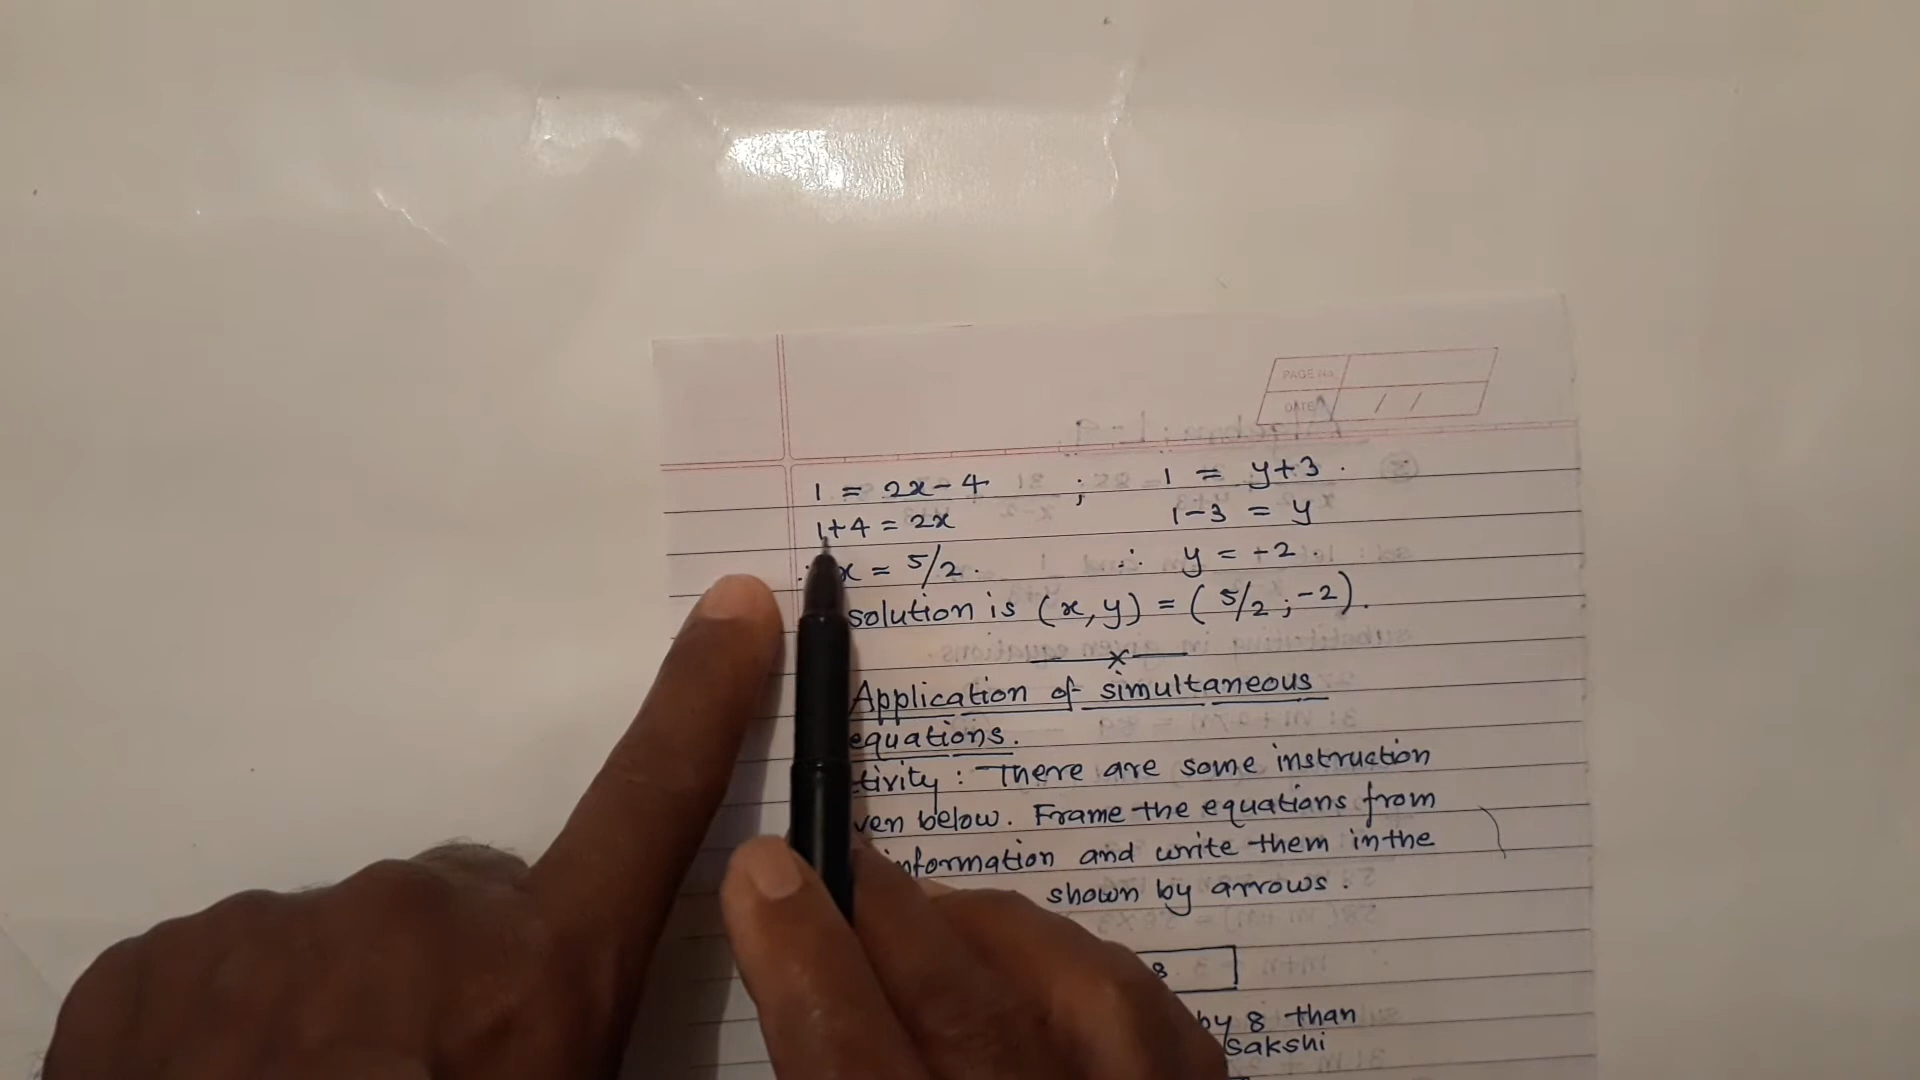 PAGE No.
DATE / /
1 = 2x - 4 ; 1 = y + 3 .
1 + 4 = 2x 1 - 3 = y
∴ x = 5/2 . ∴ y = +2 .
solution is (x, y) = ( 5/2 ; -2 ) .
Application of simultaneous
equations .
tivity : There are some instruction
ven below . Frame the equations from
information and write them in the
shown by arrows .
8
by 8 than
Sakshi